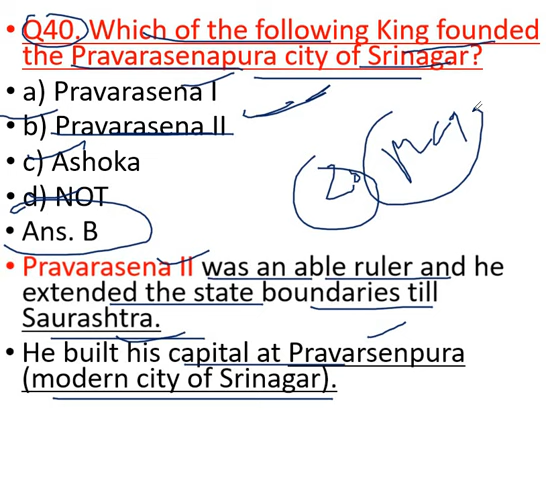 • Q40. Which of the following King founded
the Pravarasenapura city of Srinagar?
• a) Pravarasena I
• b) Pravarasena II
• c) Ashoka
• d) NOT
• Ans. B
• Pravarasena II was an able ruler and he
extended the state boundaries till
Saurashtra.
• He built his capital at Pravarsenpura
(modern city of Srinagar).